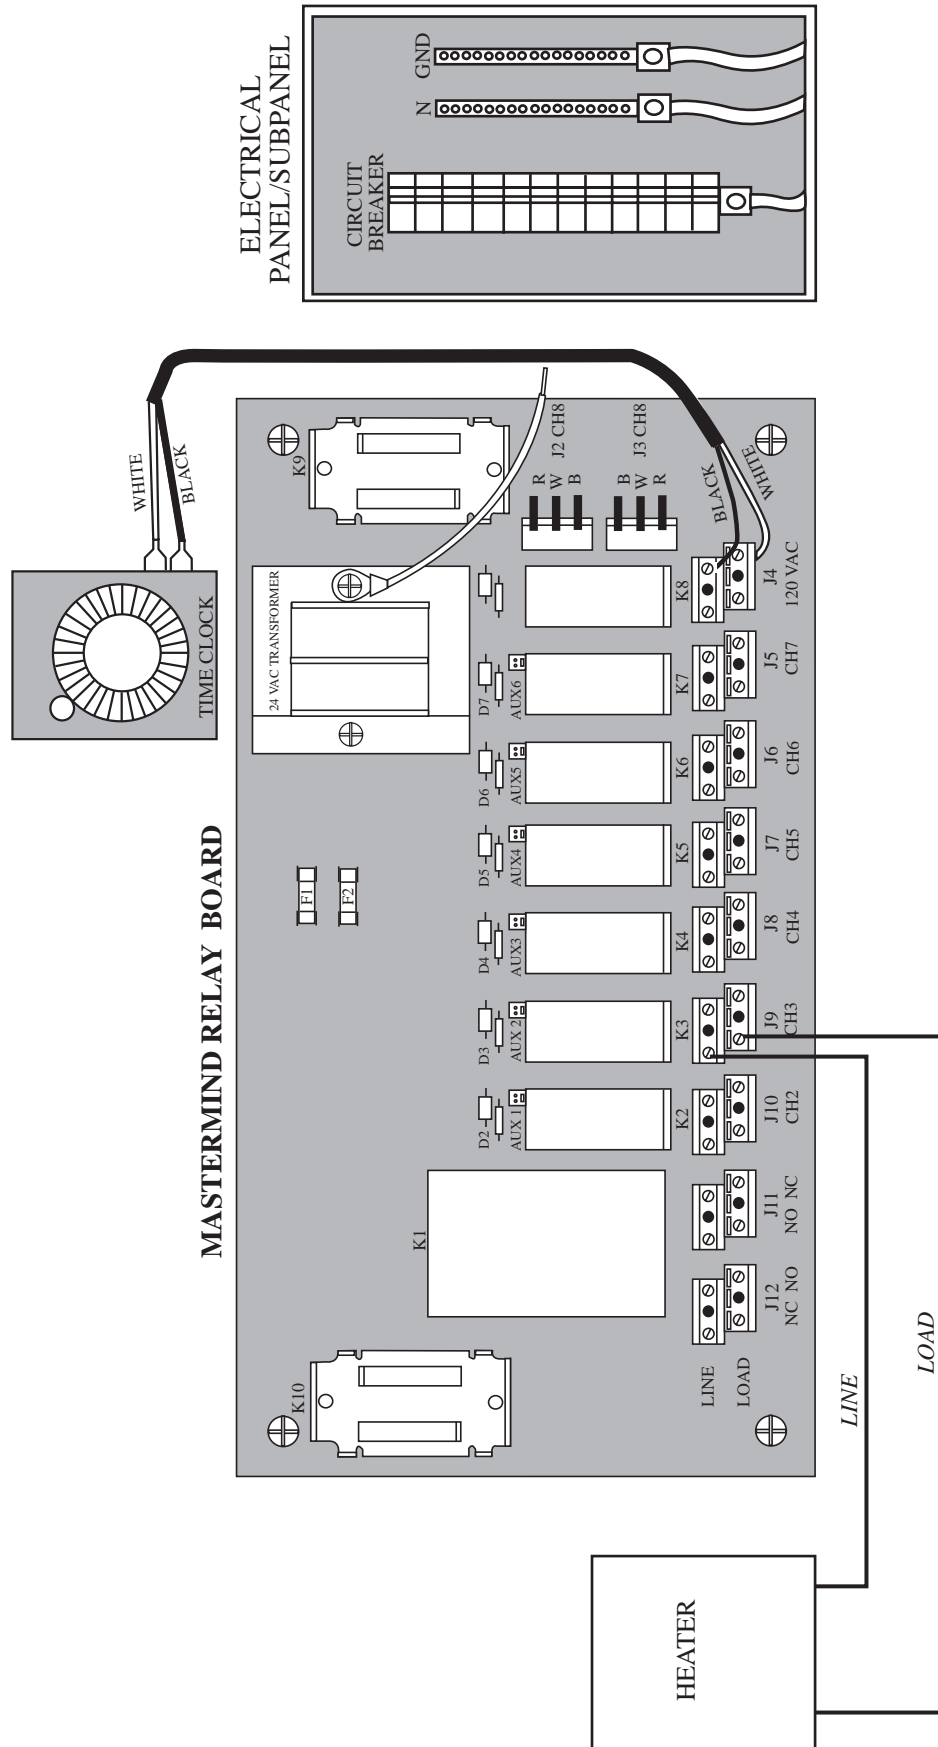 ELECTRICAL
PANEL/SUBPANEL
CIRCUIT
BREAKER
N
GND
WHITE
BLACK
TIME CLOCK
MASTERMIND RELAY BOARD
K10
K9
F1
F2
24 VAC TRANSFORMER
K1
D2
D3
D4
D5
D6
D7
AUX 1
AUX 2
AUX3
AUX4
AUX5
AUX6
R
W
B
J2 CH8
B
W
R
J3 CH8
K2
K3
K4
K5
K6
K7
K8
BLACK
WHITE
LINE
LOAD
J12
NC NO
J11
NO NC
J10
CH2
J9
CH3
J8
CH4
J7
CH5
J6
CH6
J5
CH7
J4
120 VAC
HEATER
LINE
LOAD